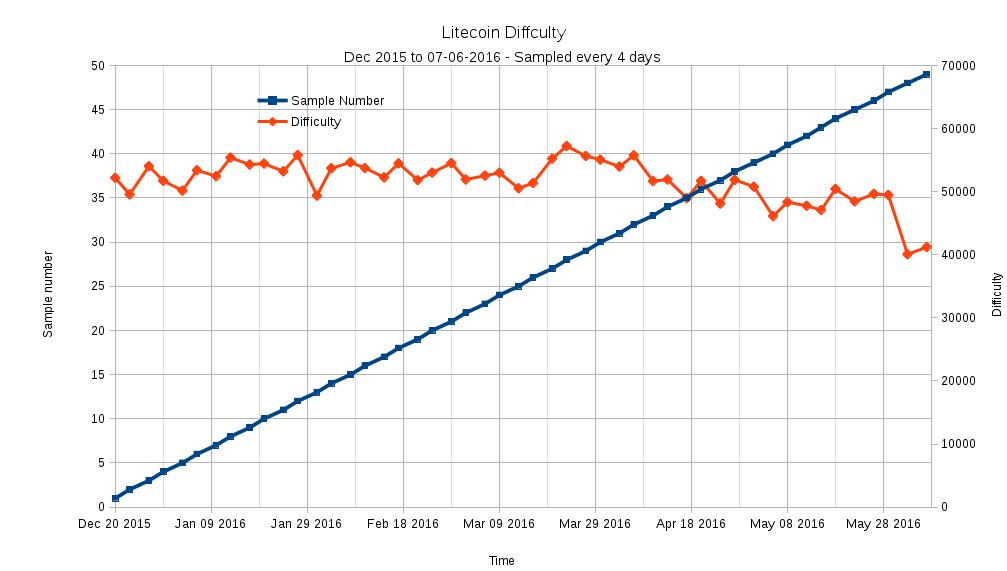 Litecoin Diffculty
Dec 2015 to 07-06-2016 - Sampled every 4 days
Sample Number
Difficulty
50
45
40
35
30
25
20
15
10
5
0
70000
60000
50000
40000
30000
20000
10000
0
Sample number
Difficulty
Dec 20 2015 Jan 09 2016 Jan 29 2016 Feb 18 2016 Mar 09 2016 Mar 29 2016 Apr 18 2016 May 08 2016 May 28 2016
Time